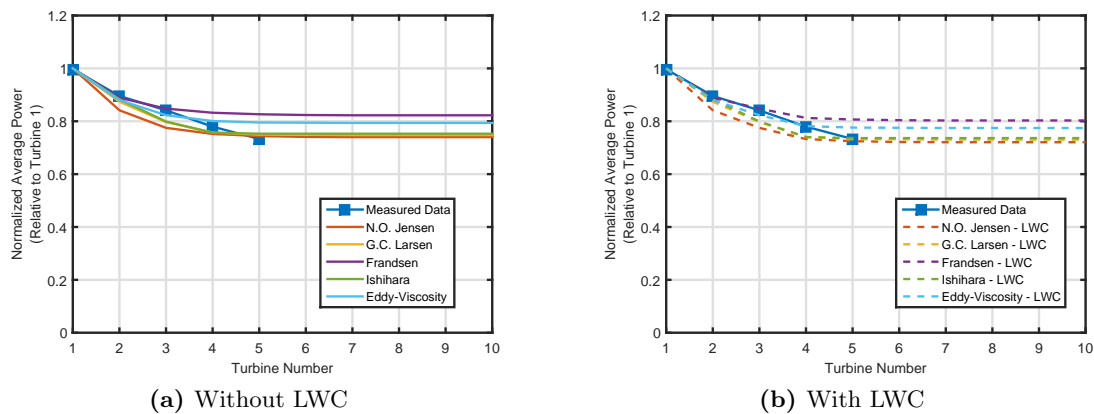 Normalized Average Power
(Relative to Turbine 1)
1.2
1
0.8
0.6
0.4
0.2
0
Measured Data
N.O. Jensen
G.C. Larsen
Frandsen
Ishihara
Eddy-Viscosity
1 2 3 4 5 6 7 8 9 10
Turbine Number
(a) Without LWC
Normalized Average Power
(Relative to Turbine 1)
1.2
1
0.8
0.6
0.4
0.2
0
Measured Data
N.O. Jensen - LWC
G.C. Larsen - LWC
Frandsen - LWC
Ishihara - LWC
Eddy-Viscosity - LWC
1 2 3 4 5 6 7 8 9 10
Turbine Number
(b) With LWC